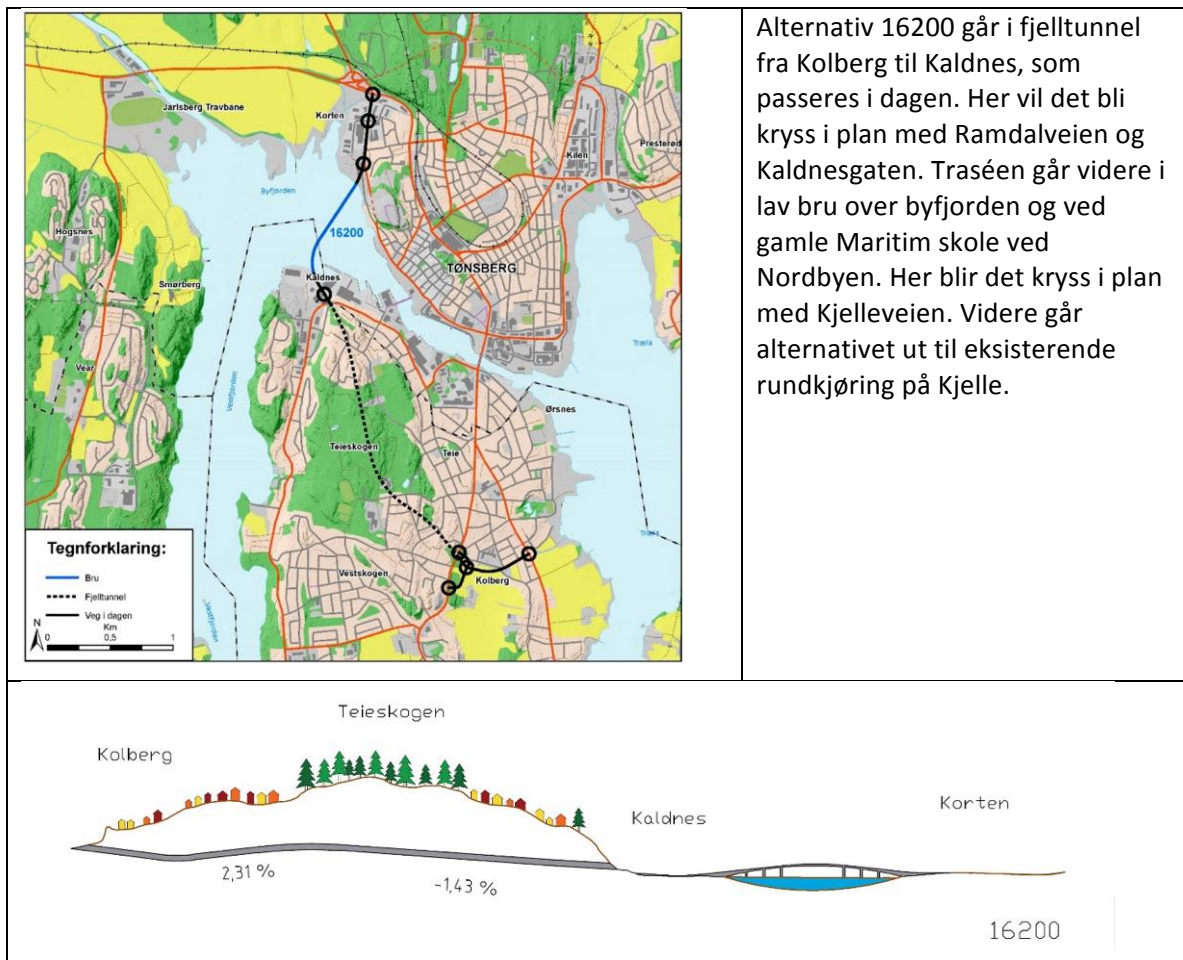 Jarlsberg Travbane
Korten
Kilen
Presterød
Byfjorden
Hogsnes
16200
TØNSBERG
Kaldnes
Smørberg
Træla
Vear
Vestfjorden
Ørsnes
Teieskogen
Teie
Træla
Tegnforklaring:
Bru
Fjelltunnel
Veg i dagen
N
Km
0 0,5 1
Vestskogen
Kolberg
Vestfjorden
Alternativ 16200 går i fjelltunnel
fra Kolberg til Kaldnes, som
passeres i dagen. Her vil det bli
kryss i plan med Ramdalveien og
Kaldnesgaten. Traséen går videre i
lav bru over byfjorden og ved
gamle Maritim skole ved
Nordbyen. Her blir det kryss i plan
med Kjelleveien. Videre går
alternativet ut til eksisterende
rundkjøring på Kjelle.
Teieskogen
Kolberg
Kaldnes
Korten
2,31 %
-1,43 %
16200